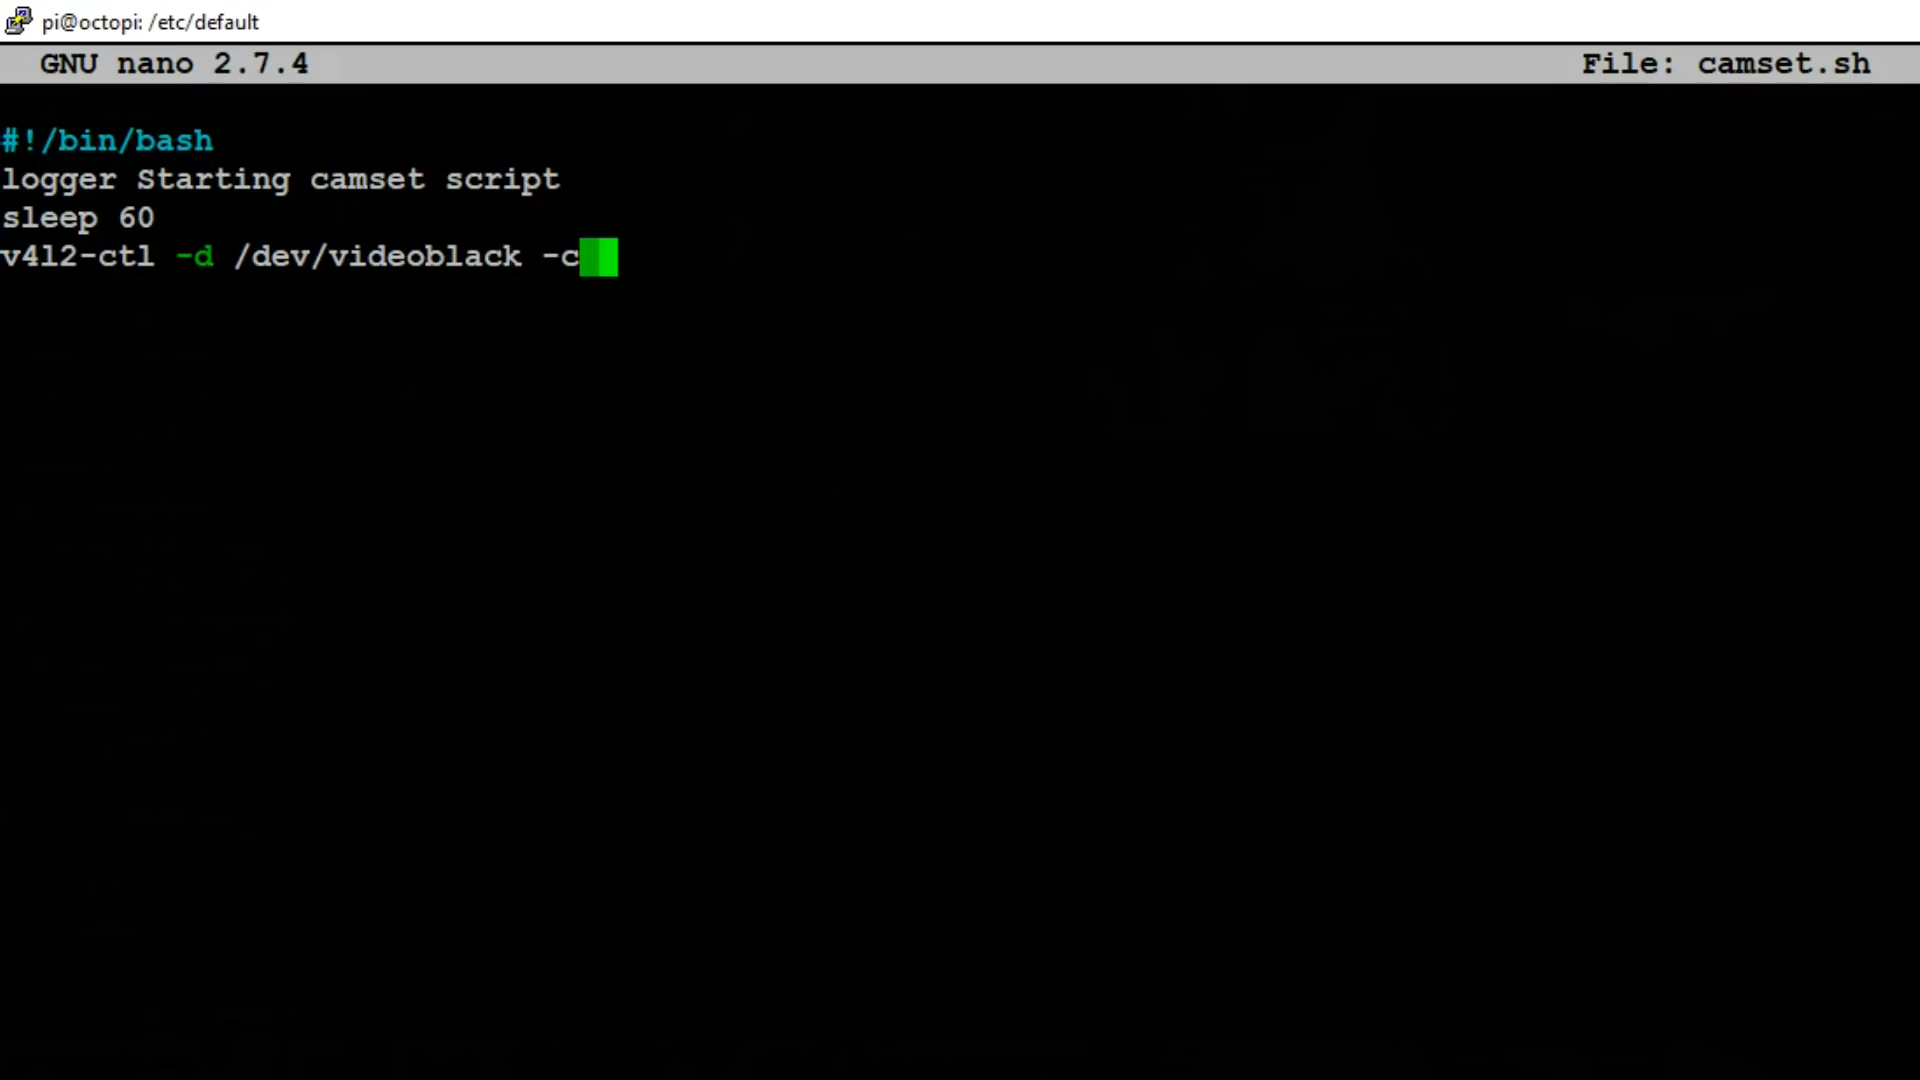 pi@octopi: /etc/default
GNU nano 2.7.4 File: camset.sh
#!/bin/bash
logger Starting camset script
sleep 60
v4l2-ctl -d /dev/videoblack -c